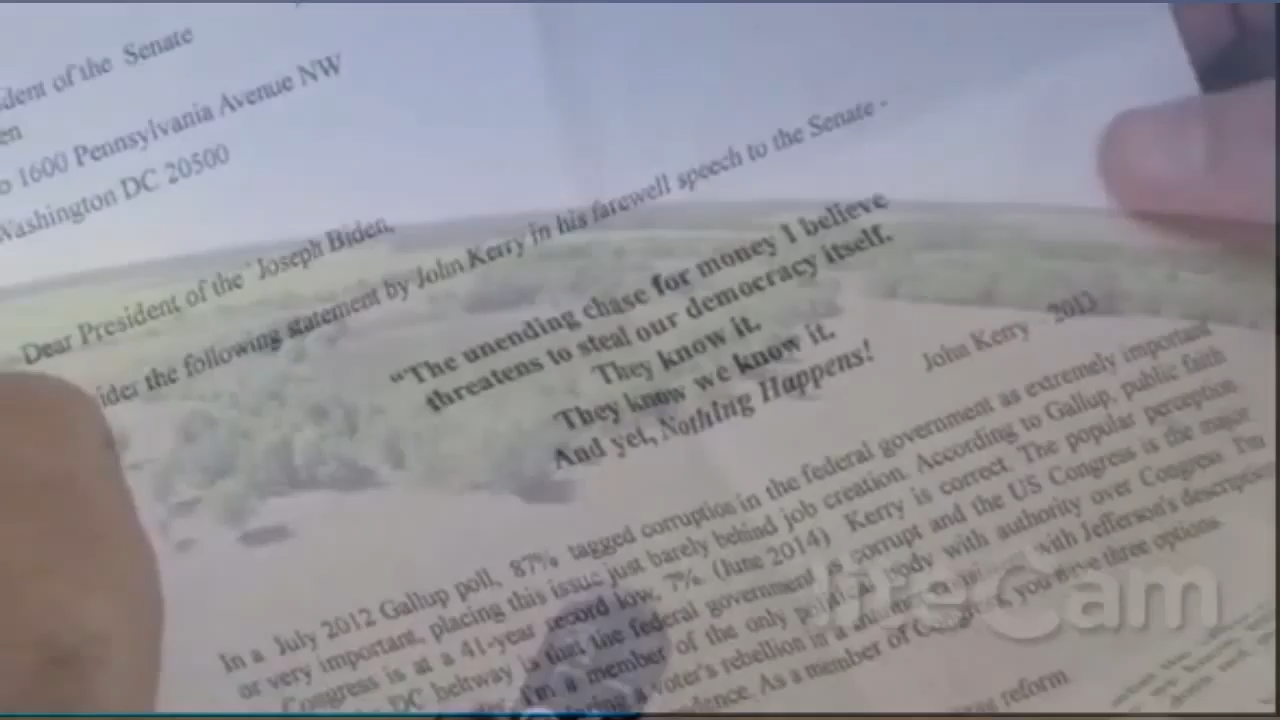 dent of the Senate
en
1600 Pennsylvania Avenue NW
Washington DC 20500
Dear President of the Joseph Biden,
ider the following statement by John Kerry in his farewell speech to the Senate -
"The unending chase for money I believe
threatens to steal our democracy itself.
They know it.
They know we know it.
And yet, Nothing Happens!
John Kerry 2013
In a July 2012 Gallup poll, 87% tagged corruption in the federal government as extremely important
or very important, placing this issue just barely behind job creation. According to Gallup, public faith
Congress is at a 41-year record low, 7%. (June 2014) Kerry is correct. The popular perception
DC beltway is that the federal government is corrupt and the US Congress is the major
I'm a member of the only body with authority over Congress. I'm
a voter's rebellion in a with Jefferson's description
dence. As a member of Congress, you have three options.
reform
liteCam